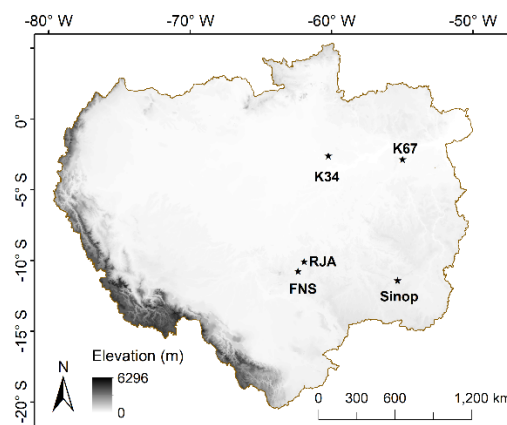 -80° W -70° W -60° W -50° W
0°
-5° S
-10° S
-15° S
-20° S
K34
K67
RJA
FNS
Sinop
N
Elevation (m)
6296
0
0 300 600 1,200 km